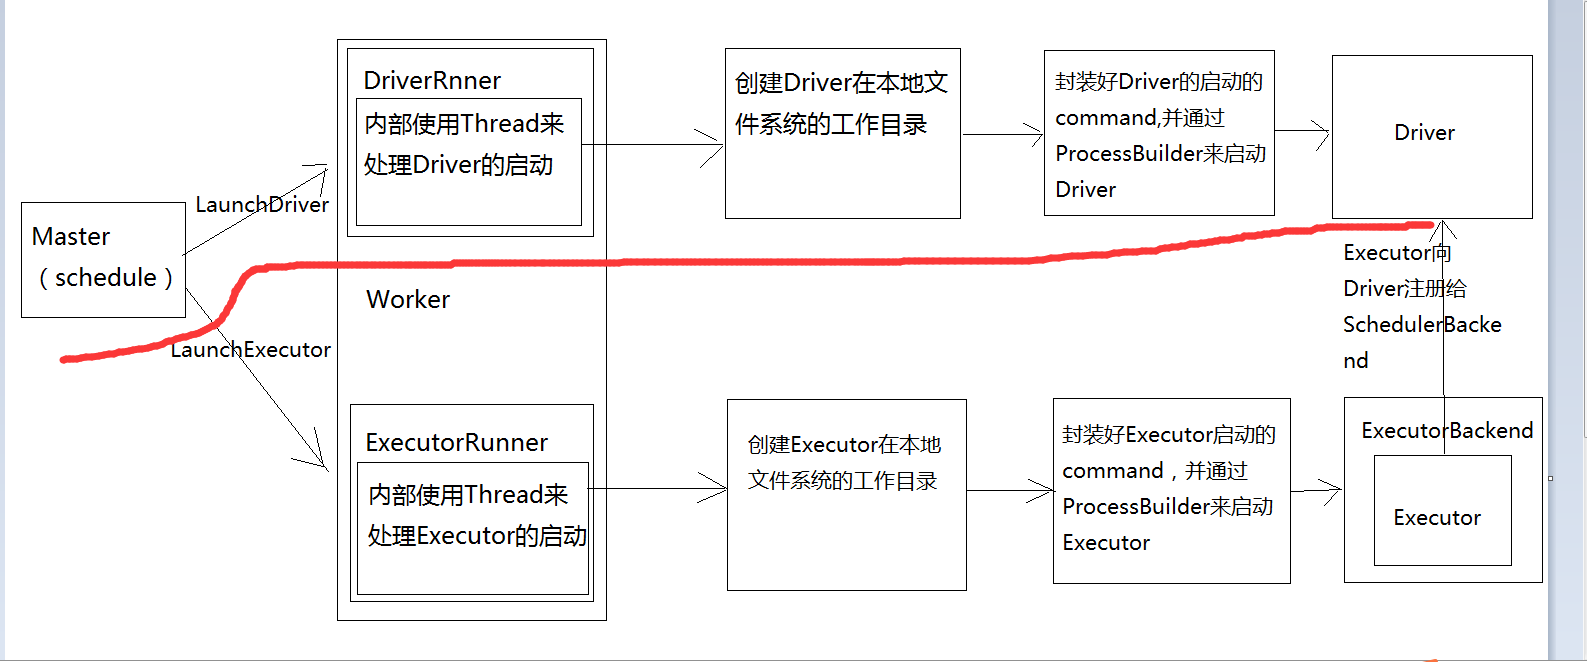 Master
（schedule）
LaunchDriver
LaunchExecutor
DriverRnner
内部使用Thread来
处理Driver的启动
Worker
ExecutorRunner
内部使用Thread来
处理Executor的启动
创建Driver在本地文
件系统的工作目录
封装好Driver的启动的
command,并通过
ProcessBuilder来启动
Driver
Driver
Executor向
Driver注册给
SchedulerBacke
nd
创建Executor在本地
文件系统的工作目录
封装好Executor启动的
command，并通过
ProcessBuilder来启动
Executor
ExecutorBackend
Executor